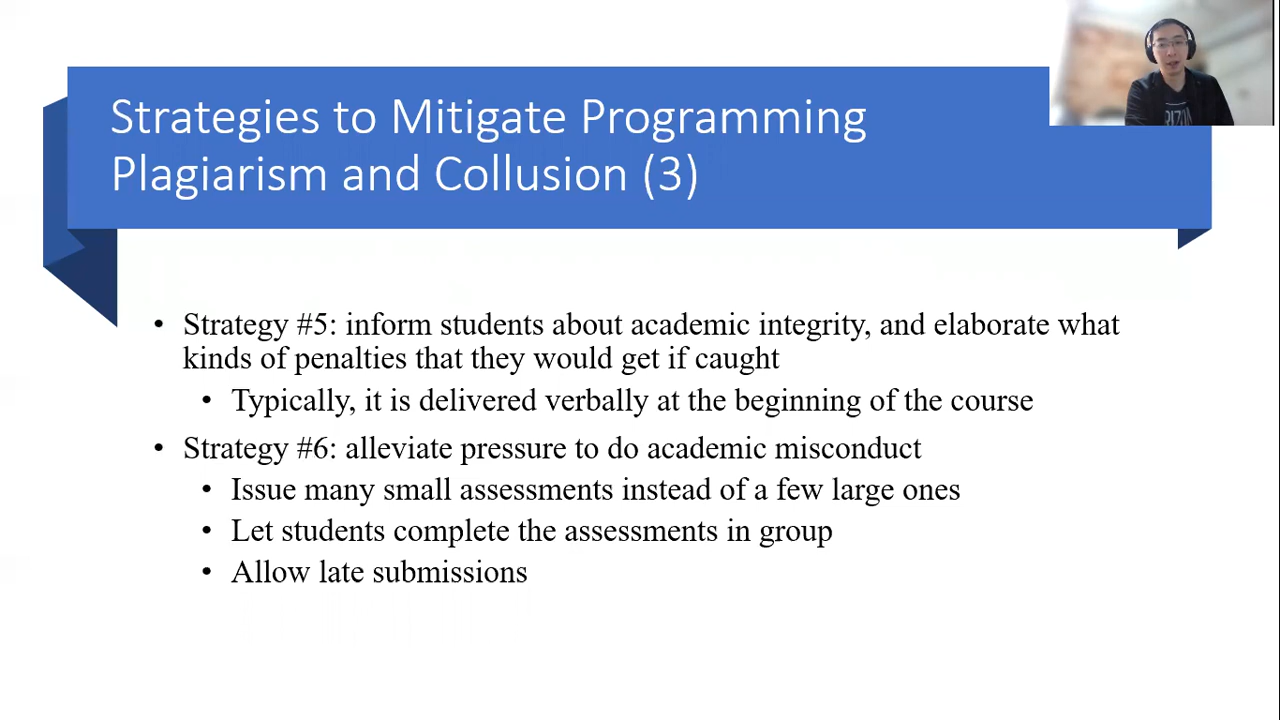 Strategies to Mitigate Programming
Plagiarism and Collusion (3)
• Strategy #5: inform students about academic integrity, and elaborate what
kinds of penalties that they would get if caught
• Typically, it is delivered verbally at the beginning of the course
• Strategy #6: alleviate pressure to do academic misconduct
• Issue many small assessments instead of a few large ones
• Let students complete the assessments in group
• Allow late submissions